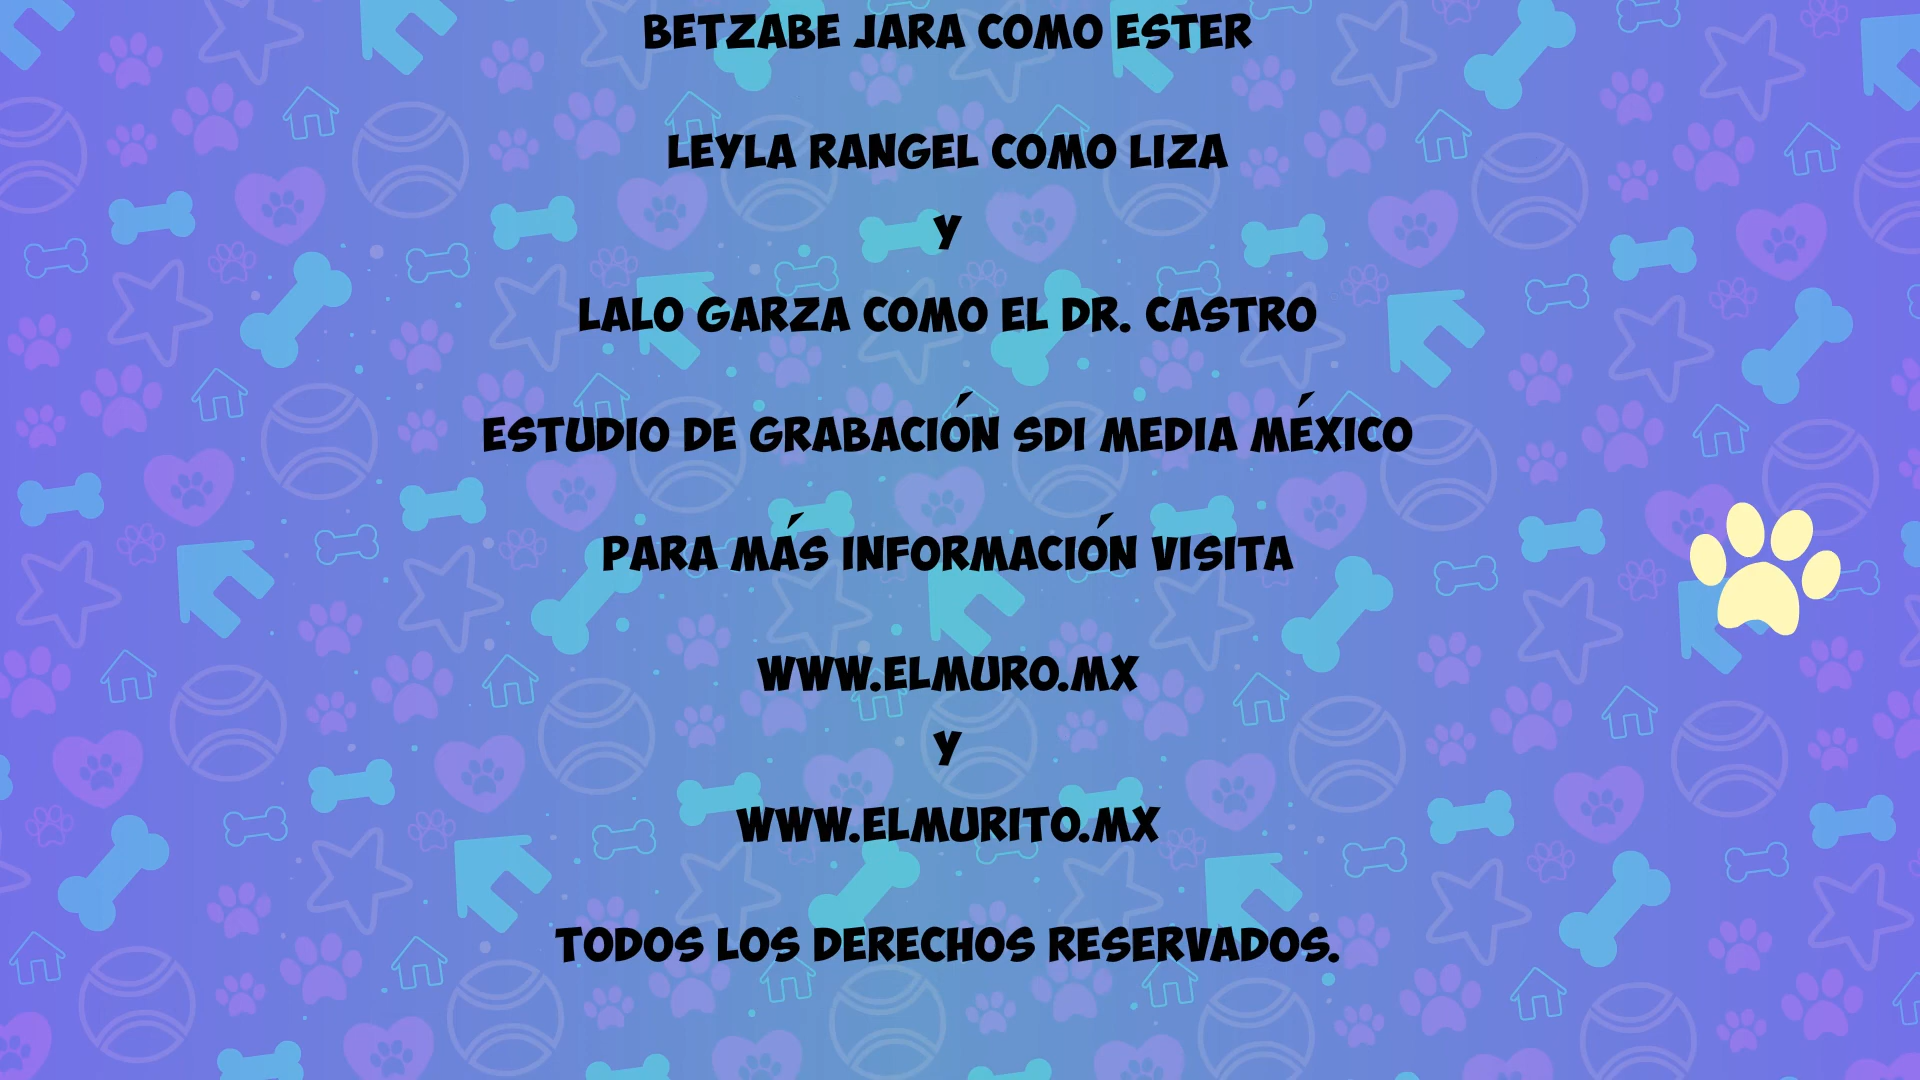 BETZABE JARA COMO ESTER
LEYLA RANGEL COMO LIZA
Y
LALO GARZA COMO EL DR. CASTRO
ESTUDIO DE GRABACIÓN SDI MEDIA MÉXICO
PARA MÁS INFORMACIÓN VISITA
WWW.ELMURO.MX
Y
WWW.ELMURITO.MX
TODOS LOS DERECHOS RESERVADOS.